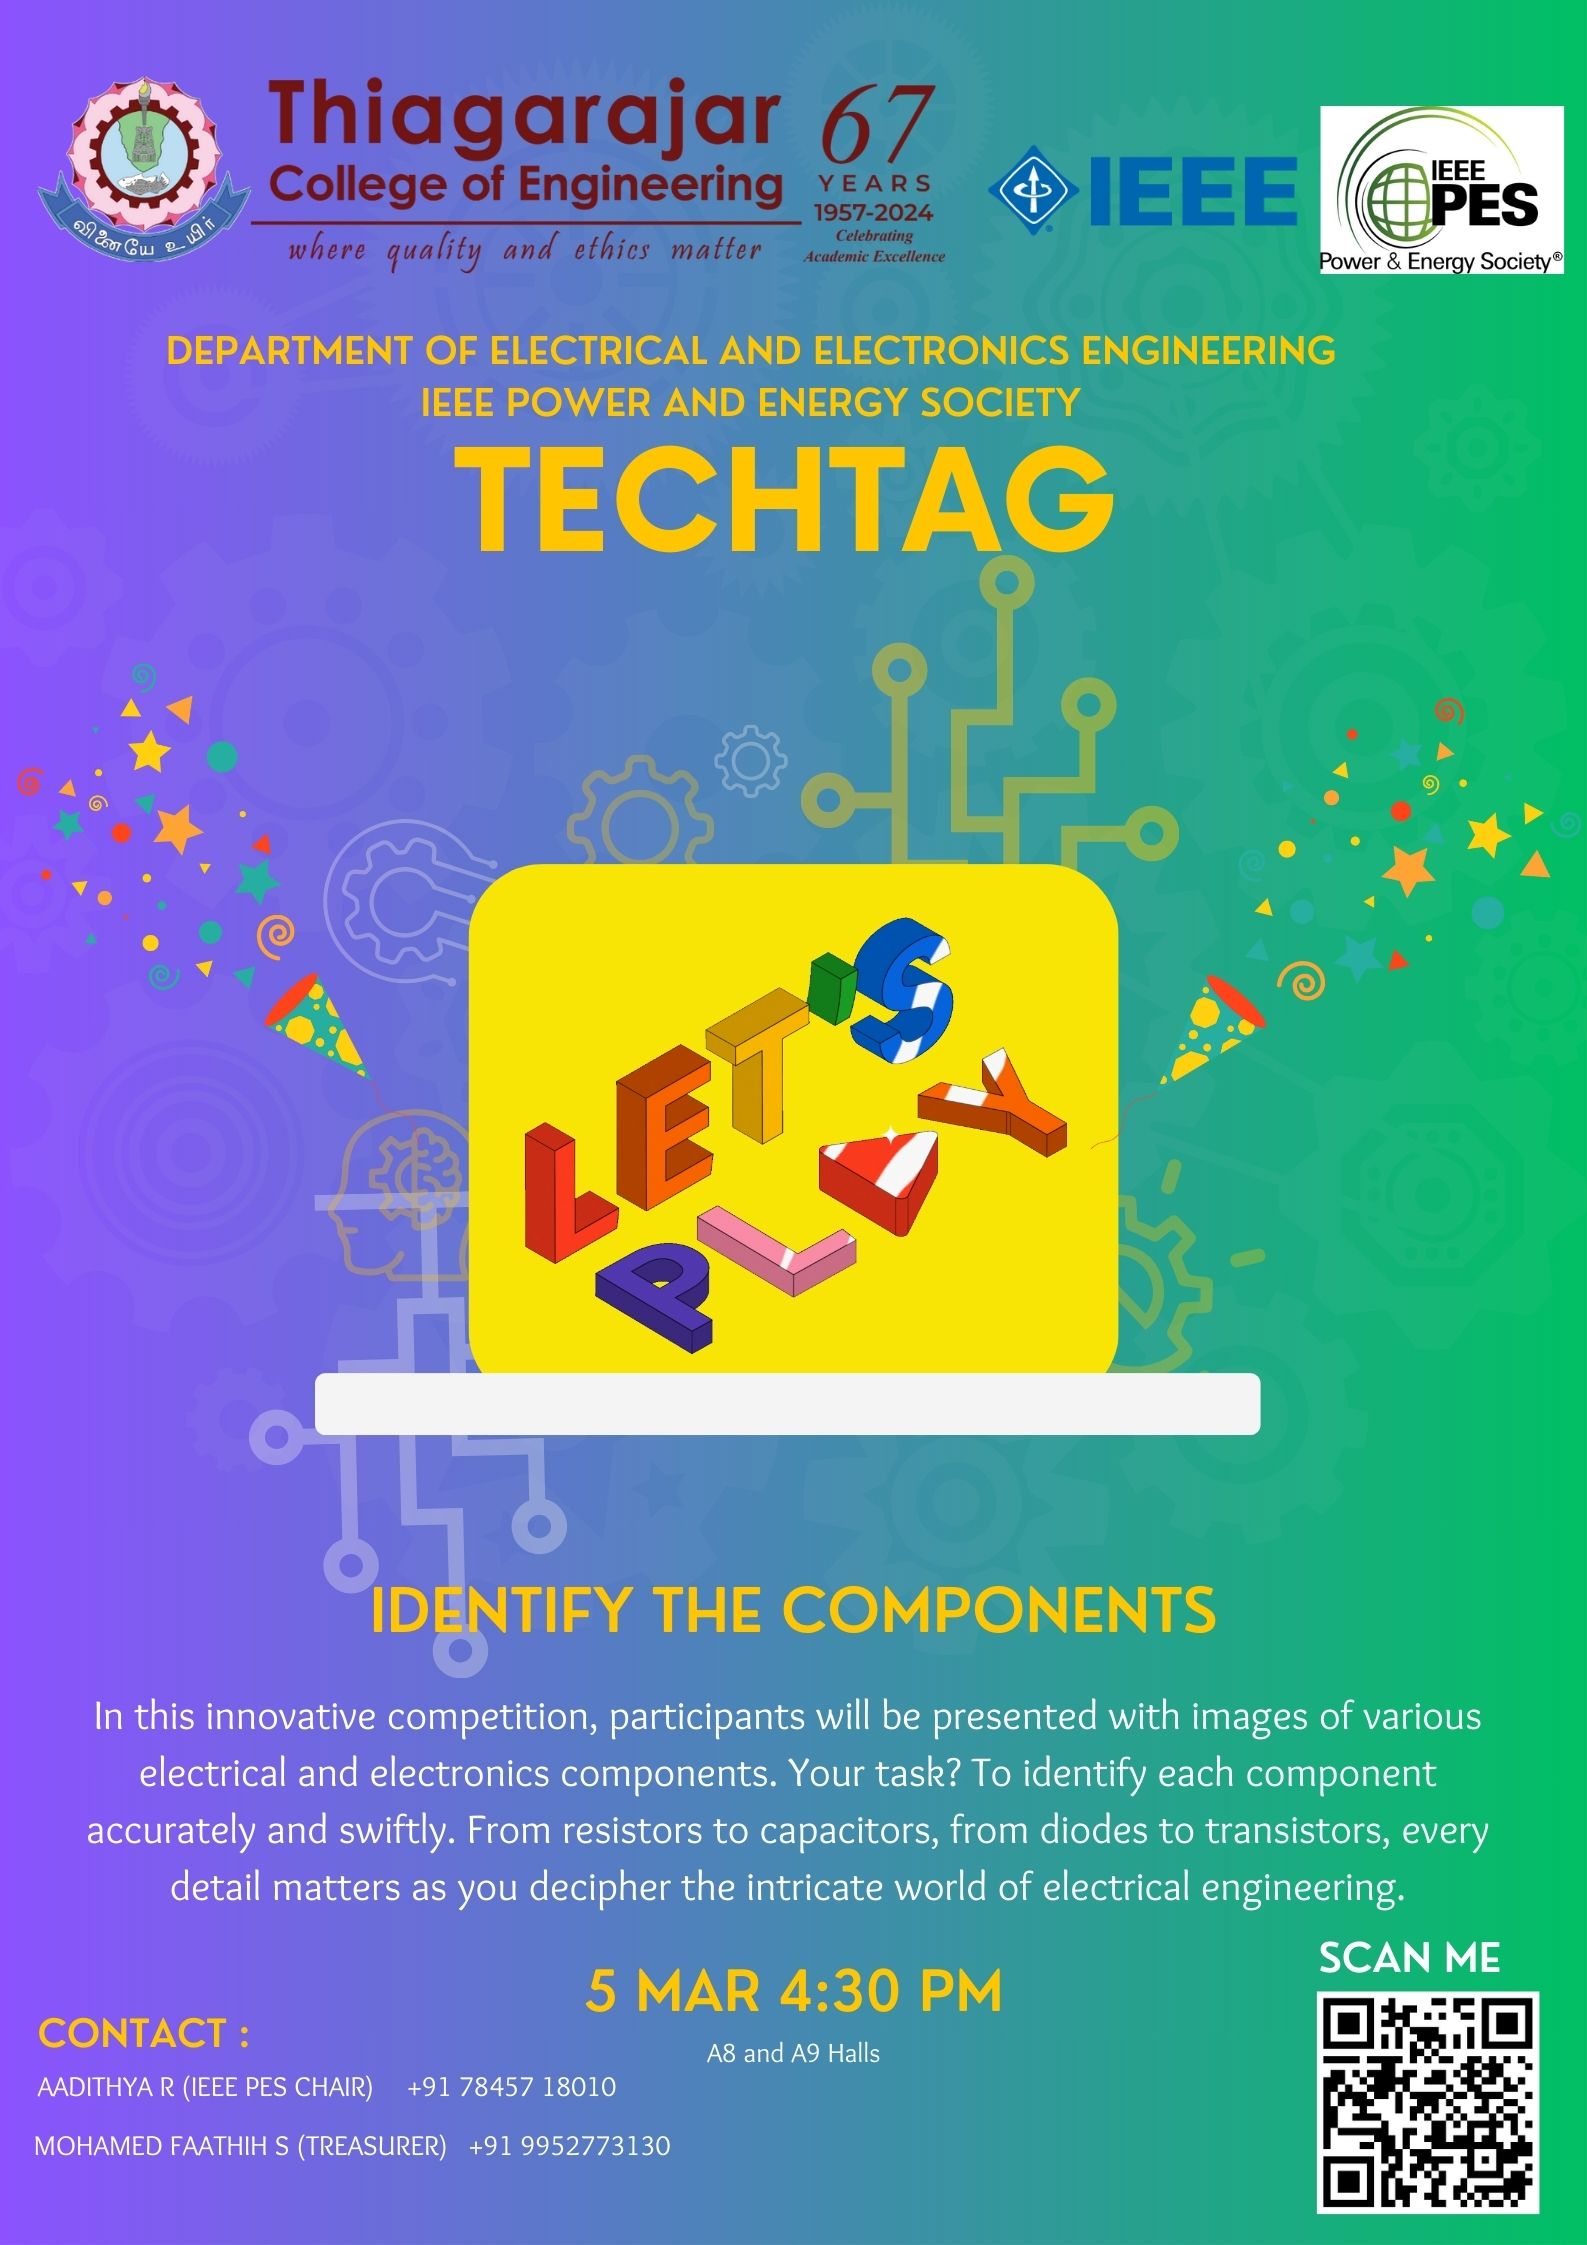 Thiagarajar
College of Engineering
where quality and ethics matter
67
YEARS
1957-2024
Celebrating
Academic Excellence
வினையே உயிர்
IEEE
IEEE
PES
Power & Energy Society®
DEPARTMENT OF ELECTRICAL AND ELECTRONICS ENGINEERING
IEEE POWER AND ENERGY SOCIETY
TECHTAG
LET'S
PLAY
IDENTIFY THE COMPONENTS
In this innovative competition, participants will be presented with images of various
electrical and electronics components. Your task? To identify each component
accurately and swiftly. From resistors to capacitors, from diodes to transistors, every
detail matters as you decipher the intricate world of electrical engineering.
5 MAR 4:30 PM
A8 and A9 Halls
SCAN ME
CONTACT :
AADITHYA R (IEEE PES CHAIR) +91 78457 18010
MOHAMED FAATHIH S (TREASURER) +91 9952773130